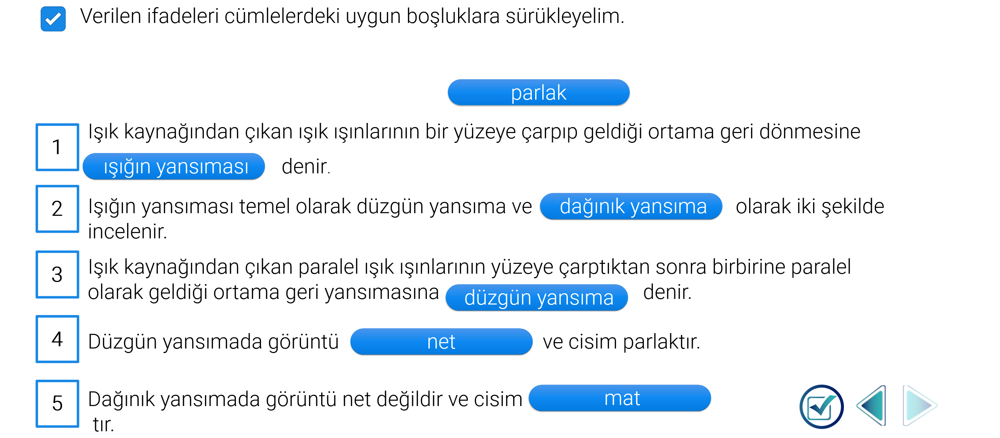 Verilen ifadeleri cümlelerdeki uygun boşluklara sürükleyelim.
parlak
1
Işık kaynağından çıkan ışık ışınlarının bir yüzeye çarpıp geldiği ortama geri dönmesine
ışığın yansıması denir.
2
Işığın yansıması temel olarak düzgün yansıma ve dağınık yansıma olarak iki şekilde
incelenir.
3
Işık kaynağından çıkan paralel ışık ışınlarının yüzeye çarptıktan sonra birbirine paralel
olarak geldiği ortama geri yansımasına düzgün yansıma denir.
4
Düzgün yansımada görüntü net ve cisim parlaktır.
5
Dağınık yansımada görüntü net değildir ve cisim mat
tır.